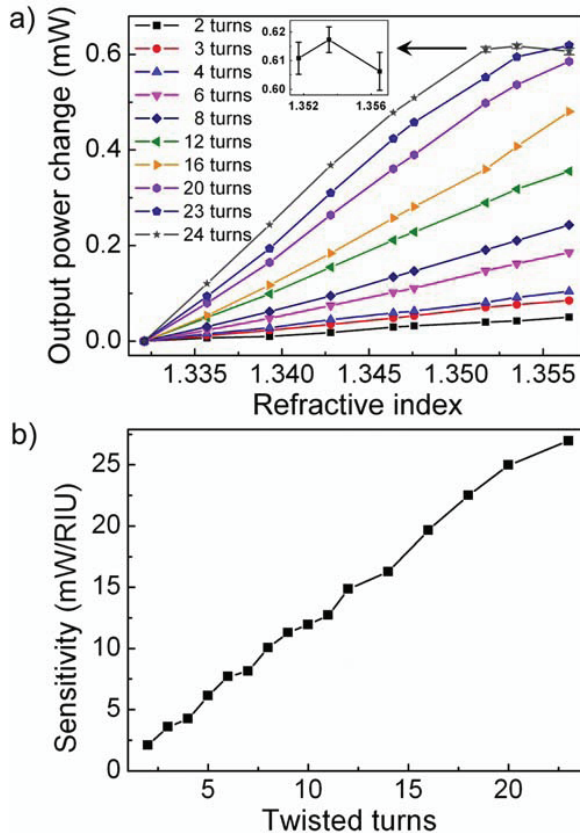 a)
Output power change (mW)
0.6
0.4
0.2
0.0
2 turns
3 turns
4 turns
6 turns
8 turns
12 turns
16 turns
20 turns
23 turns
24 turns
0.62
0.61
0.60
1.352 1.356
1.335 1.340 1.345 1.350 1.355
Refractive index
b)
Sensitivity (mW/RIU)
25
20
15
10
5
0
5 10 15 20
Twisted turns